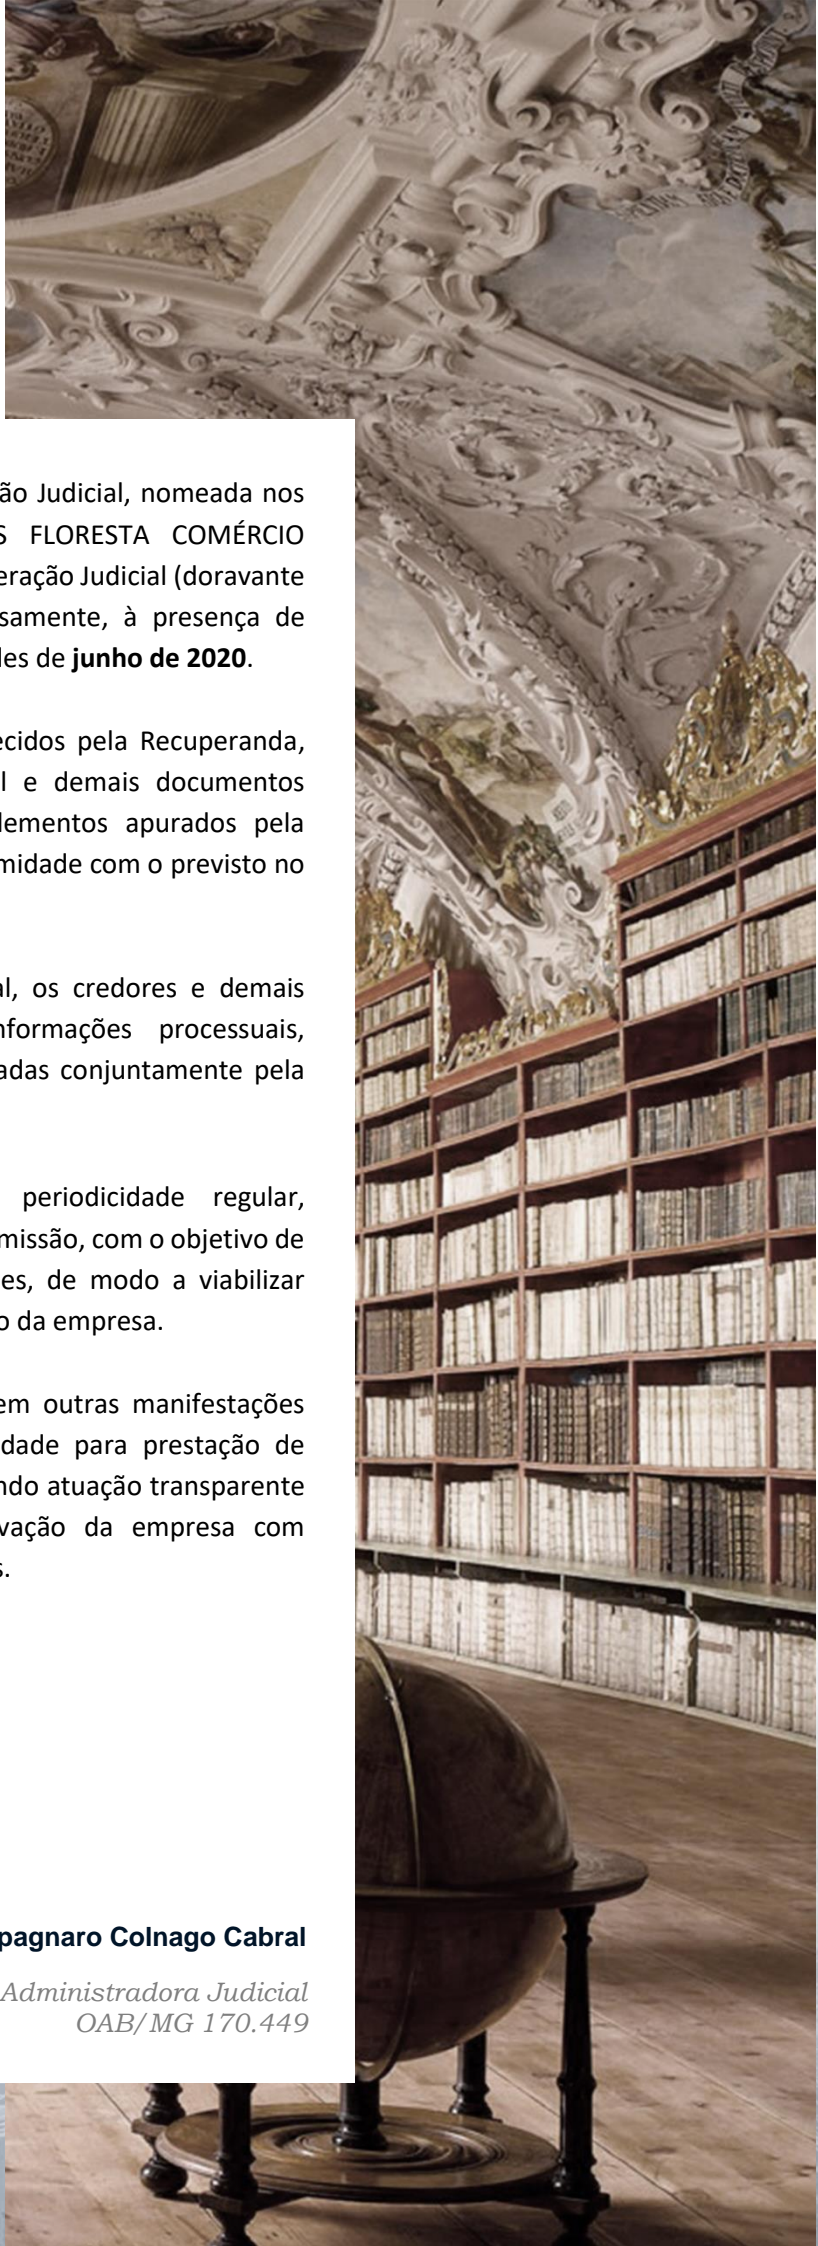 ão Judicial, nomeada nos
S FLORESTA COMÉRCIO
eração Judicial (doravante
samente, à presença de
des de junho de 2020.
ecidos pela Recuperanda,
l e demais documentos
lementos apurados pela
midade com o previsto no
al, os credores e demais
nformações processuais,
adas conjuntamente pela
periodicidade regular,
missão, com o objetivo de
es, de modo a viabilizar
o da empresa.
em outras manifestações
dade para prestação de
ndo atuação transparente
vação da empresa com
s.
pagnaro Colnago Cabral
Administradora Judicial
OAB/MG 170.449